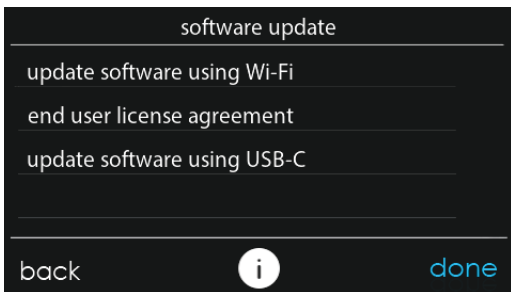 software update
update software using Wi-Fi
end user license agreement
update software using USB-C
back
i
done